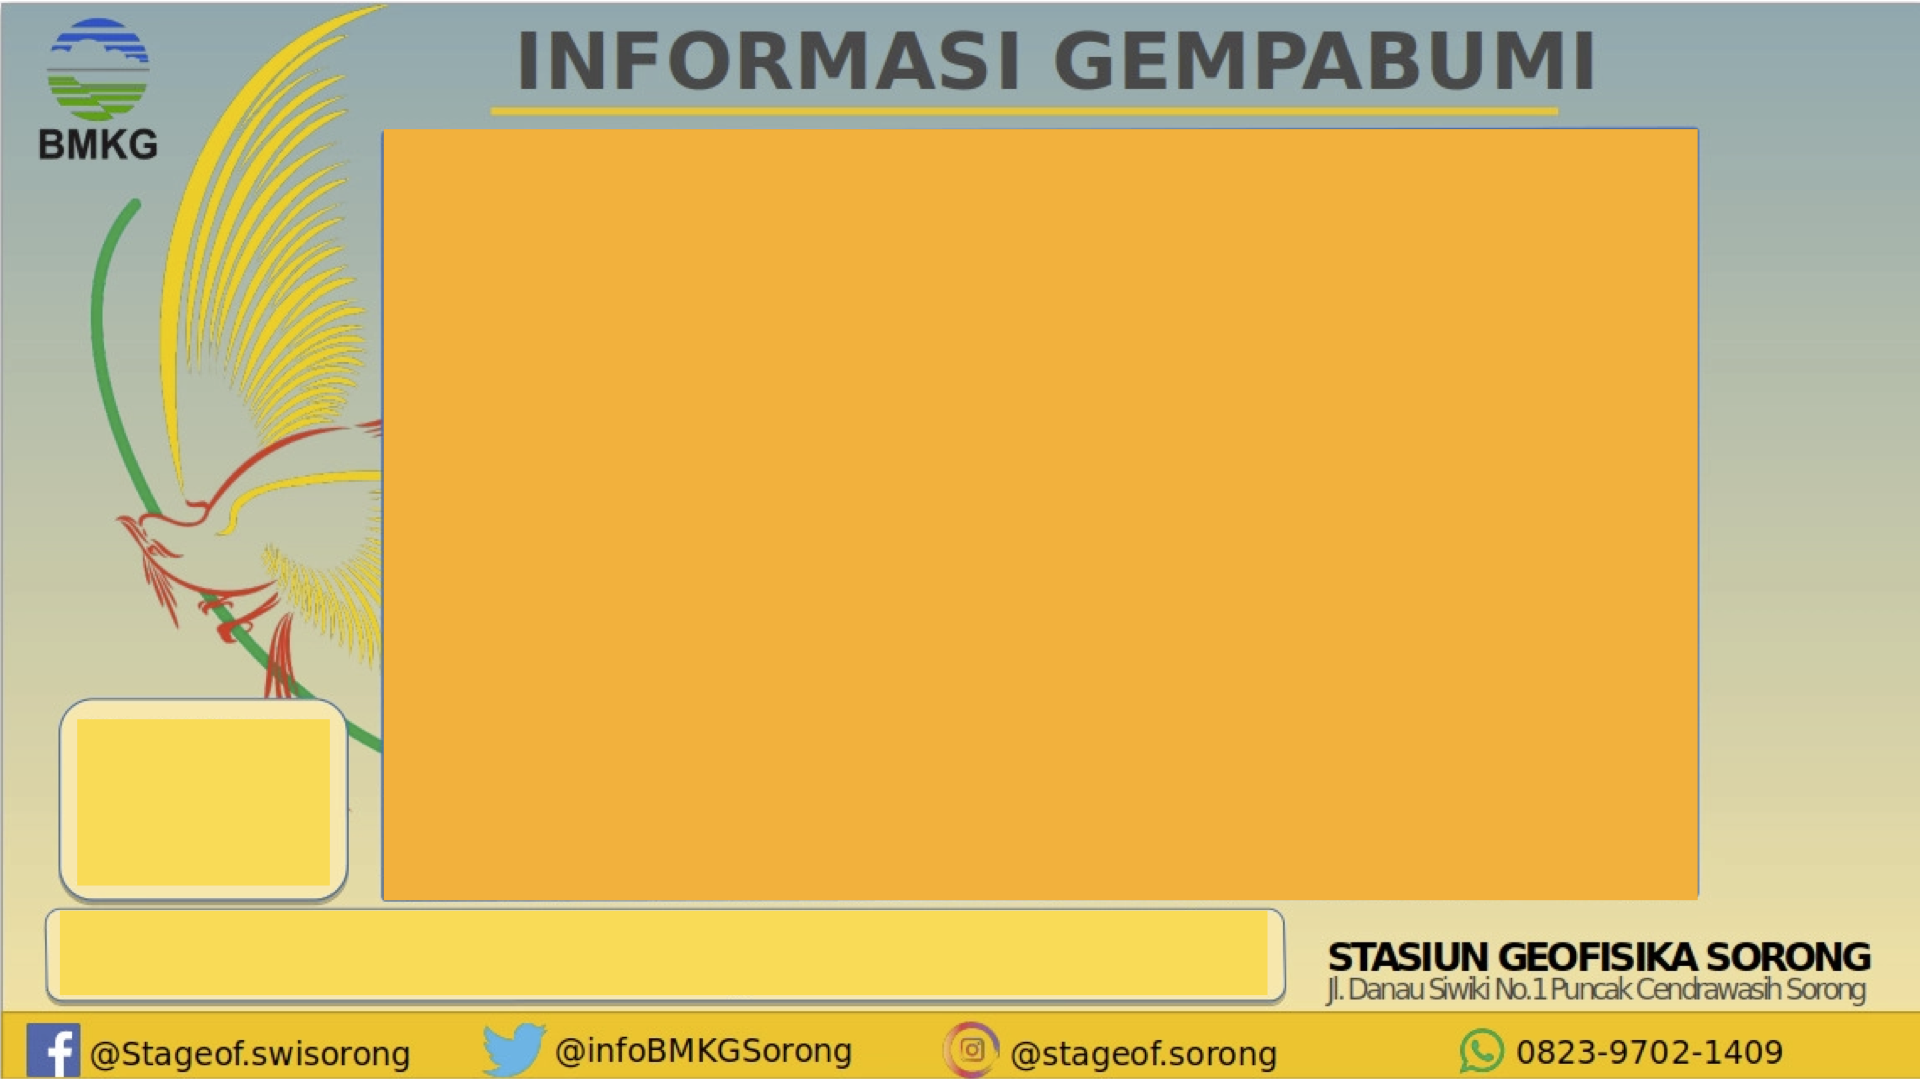 INFORMASI GEMPABUMI
BMKG
STASIUN GEOFISIKA SORONG
Jl. Danau Siwiki No.1 Puncak Cendrawasih Sorong
@Stageof.swisorong
@infoBMKGSorong
@stageof.sorong
0823-9702-1409